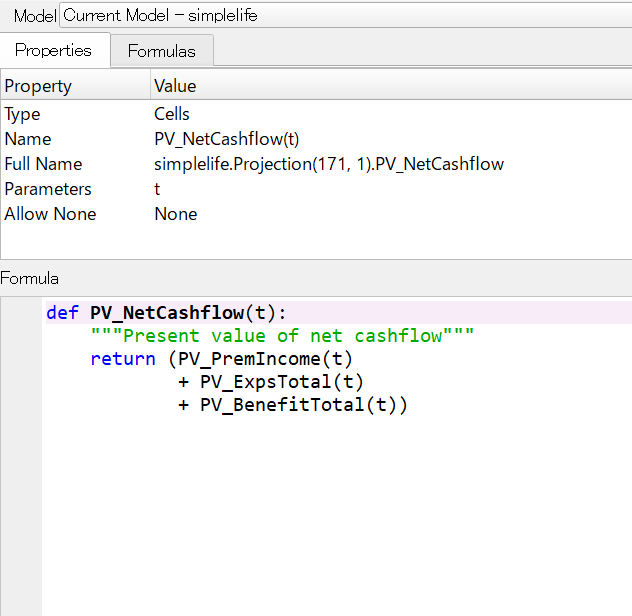 Model Current Model - simplelife
Properties Formulas
Property Value
Type Cells
Name PV_NetCashflow(t)
Full Name simplelife.Projection(171, 1).PV_NetCashflow
Parameters t
Allow None None
Formula
def PV_NetCashflow(t):
"""Present value of net cashflow"""
return (PV_PremIncome(t)
+ PV_ExpsTotal(t)
+ PV_BenefitTotal(t))